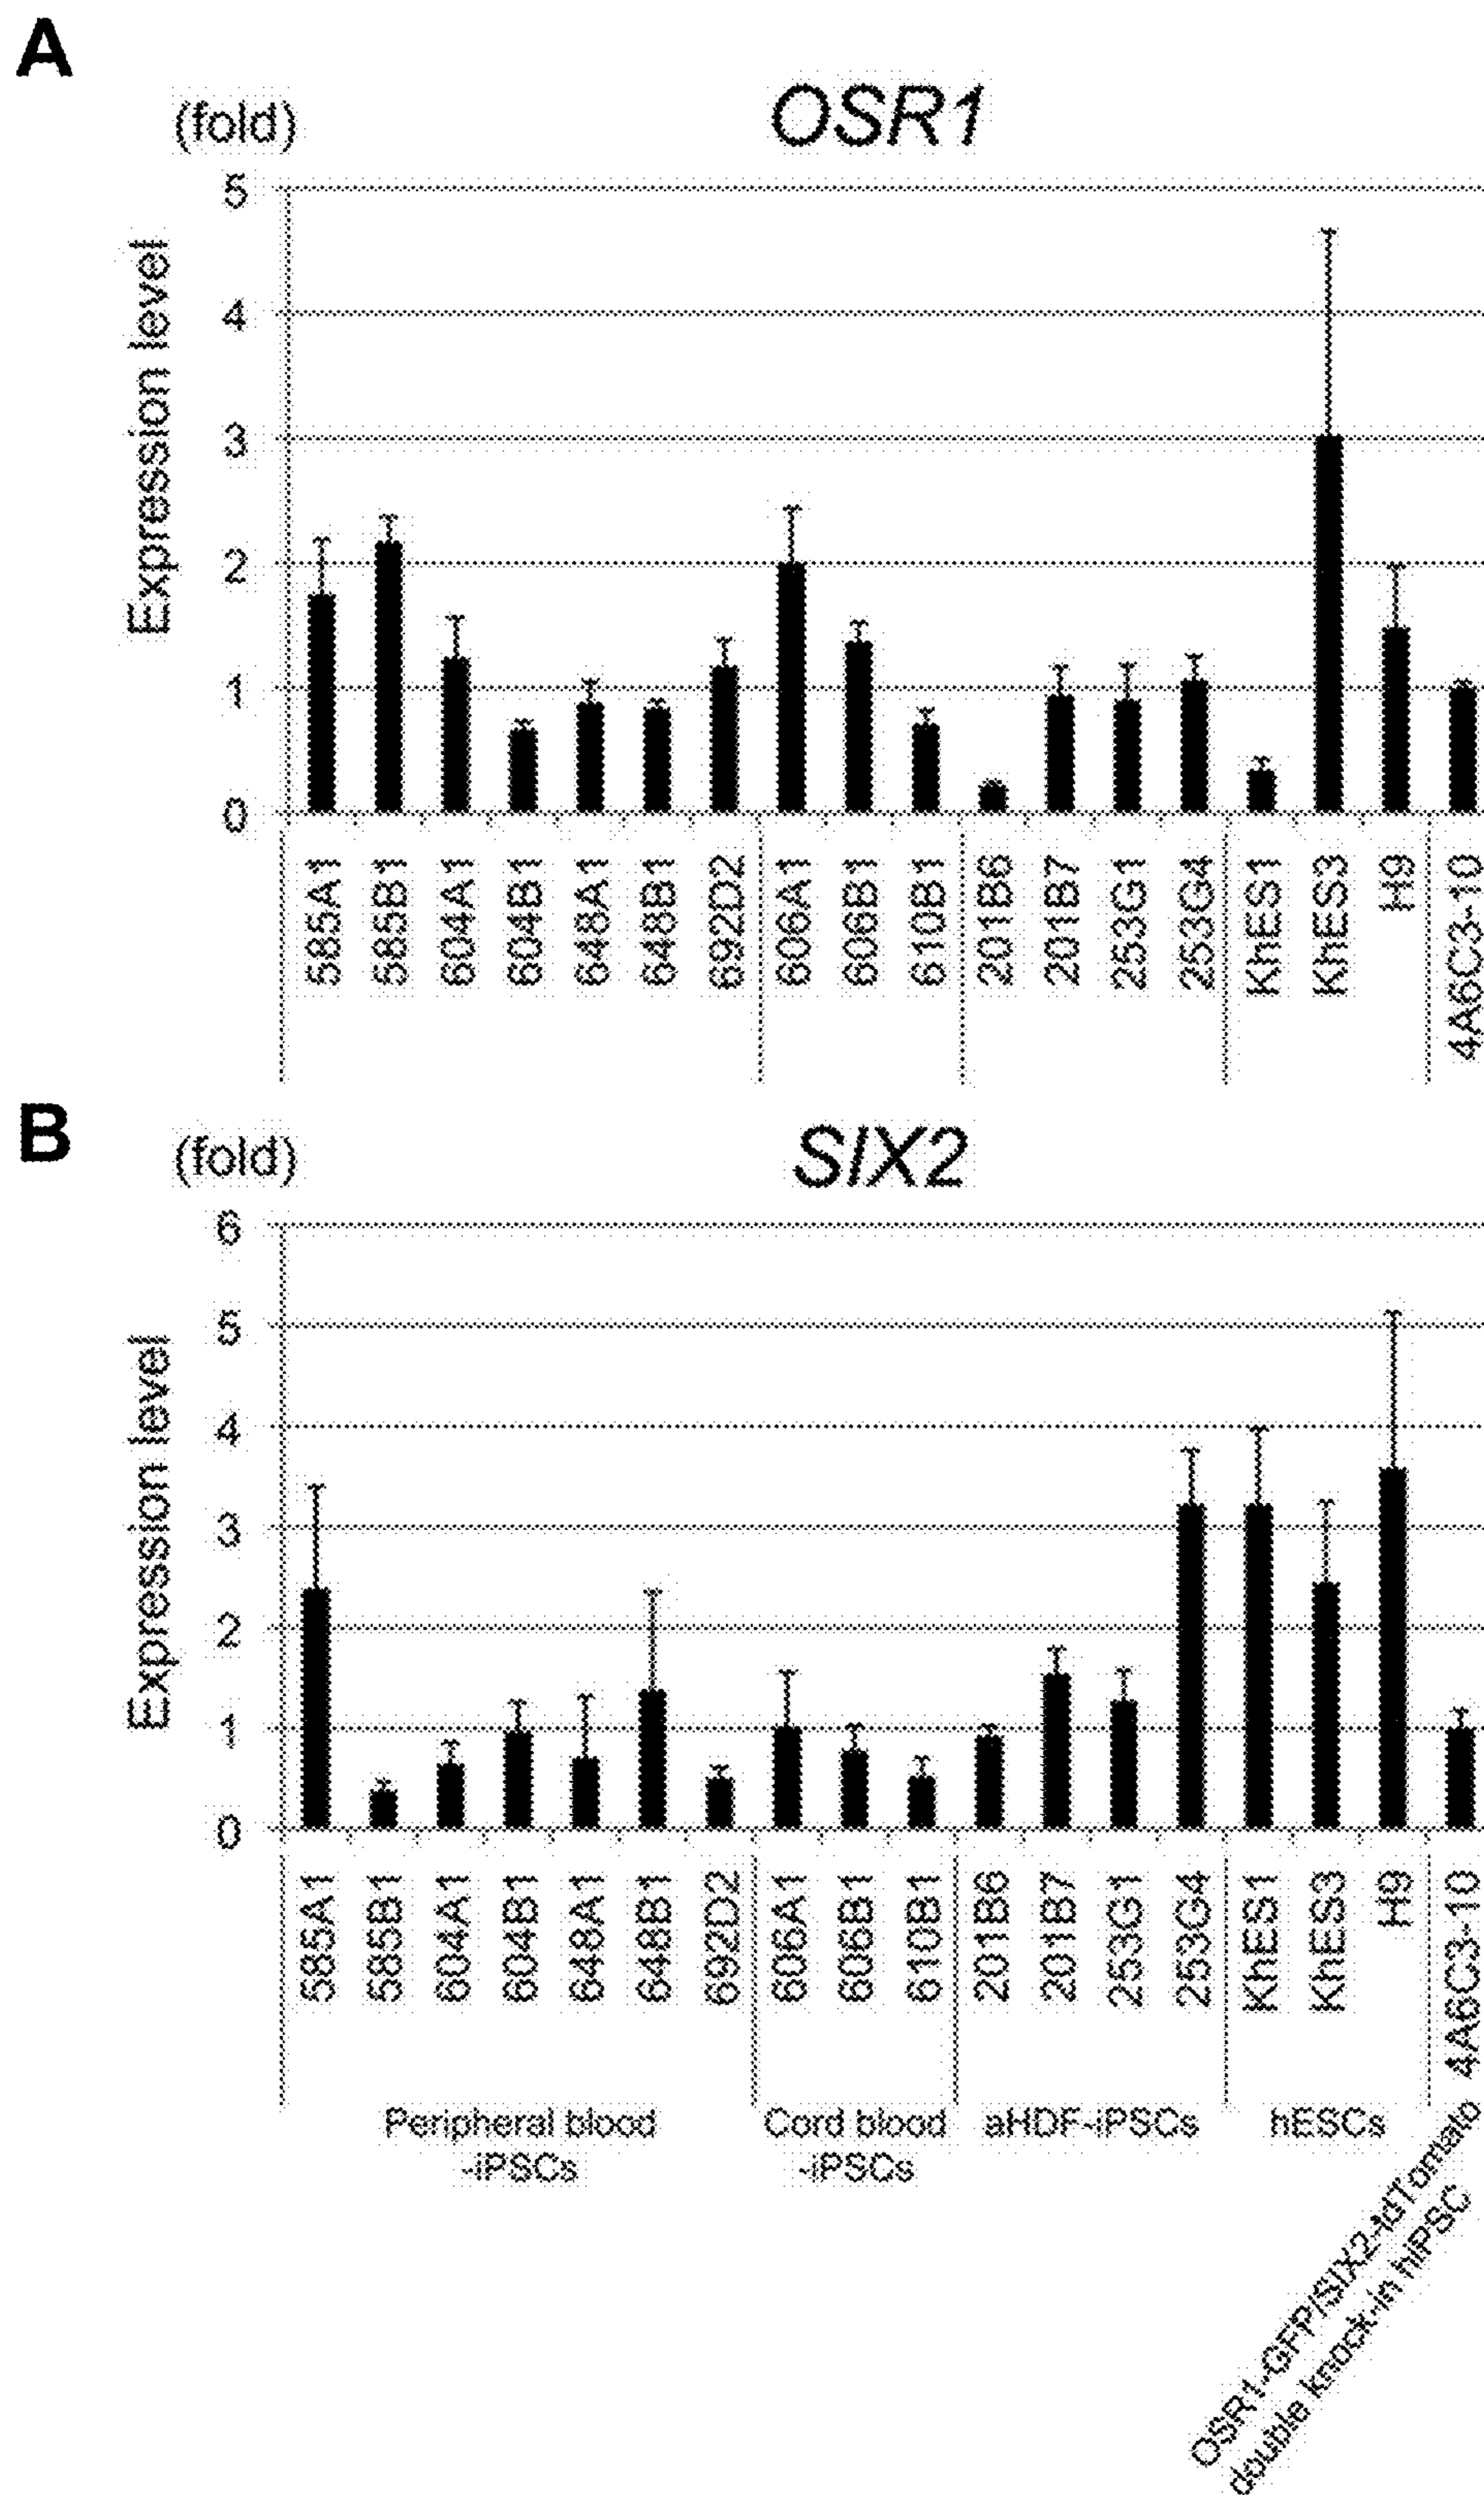 A
(fold)
OSR1
Expression level
5
4
3
2
1
0
585A1
585B1
604A1
604B1
648A1
648B1
692D2
606A1
606B1
610B1
201B6
201B7
253G1
253G4
KhES1
KhES3
H9
4A6C3-10
B
(fold)
SIX2
Expression level
6
5
4
3
2
1
0
585A1
585B1
604A1
604B1
648A1
648B1
692D2
606A1
606B1
610B1
201B6
201B7
253G1
253G4
KhES1
KhES3
H9
4A6C3-10
Peripheral blood
-iPSCs
Cord blood
-iPSCs
aHDF-iPSCs
hESCs
OSR1-GFP/SIX2-tdTomato
double knock-in hiPSC